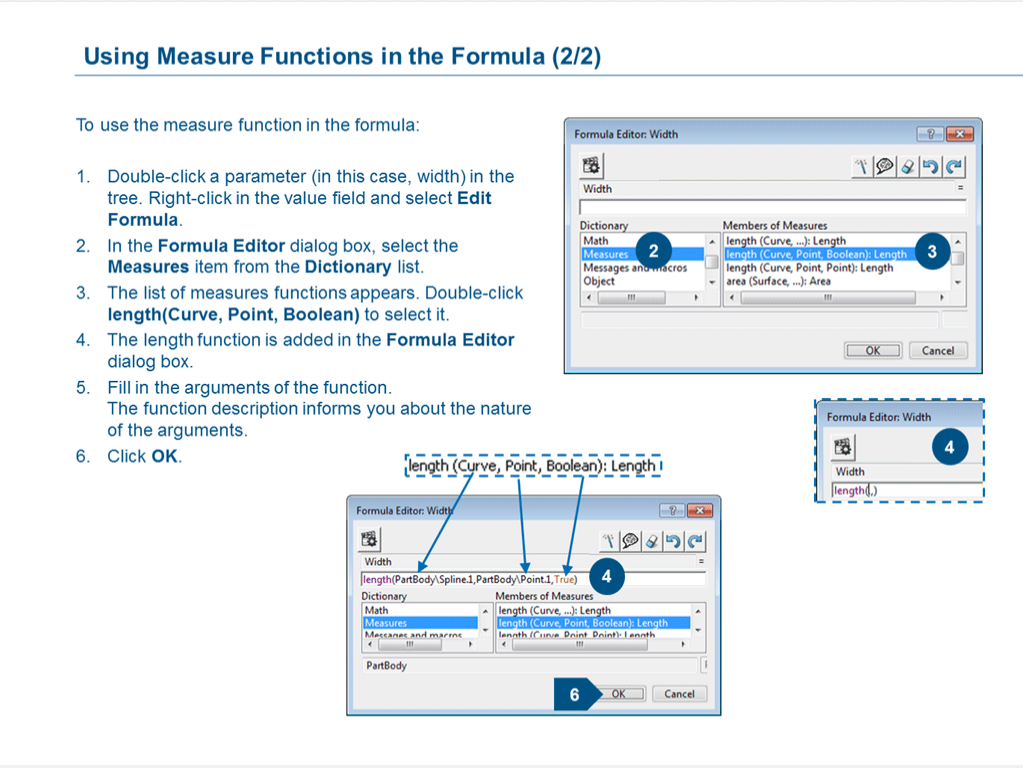 Using Measure Functions in the Formula (2/2)
To use the measure function in the formula:
1. Double-click a parameter (in this case, width) in the
tree. Right-click in the value field and select Edit
Formula.
2. In the Formula Editor dialog box, select the
Measures item from the Dictionary list.
3. The list of measures functions appears. Double-click
length(Curve, Point, Boolean) to select it.
4. The length function is added in the Formula Editor
dialog box.
5. Fill in the arguments of the function.
The function description informs you about the nature
of the arguments.
6. Click OK.
Formula Editor: Width
Width
=
Dictionary
Members of Measures
Math
Measures
Messages and macros
Object
2
length (Curve, ...): Length
length (Curve, Point, Boolean): Length
length (Curve, Point, Point): Length
area (Surface, ...): Area
3
OK
Cancel
Formula Editor: Width
4
Width
length(,)
length (Curve, Point, Boolean): Length
Formula Editor: Width
Width
=
length(PartBody\Spline.1,PartBody\Point.1,True)
4
Dictionary
Members of Measures
Math
Measures
Messages and macros
length (Curve, ...): Length
length (Curve, Point, Boolean): Length
length (Curve, Point, Point): Length
PartBody
6
OK
Cancel